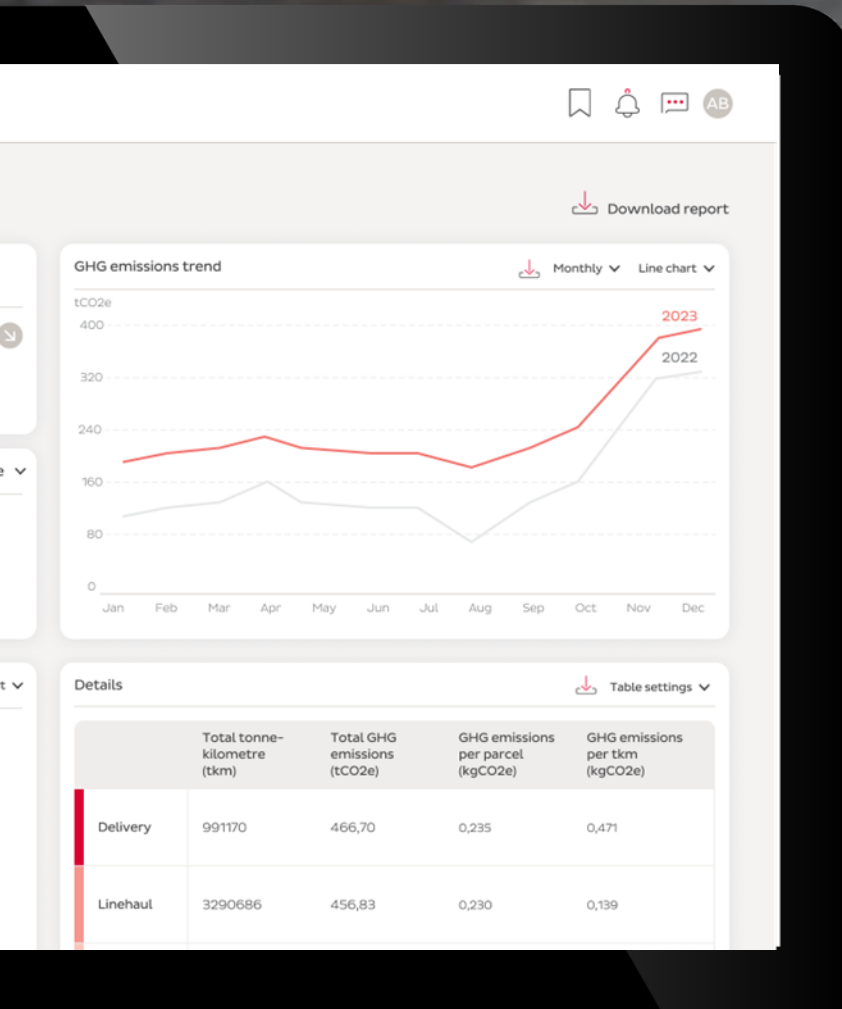 AB
Download report
GHG emissions trend
Monthly
Line chart
tCO2e
400
2023
2022
320
240
160
80
0
Jan Feb Mar Apr May Jun Jul Aug Sep Oct Nov Dec
Details
Table settings
Total tonne-
kilometre
(tkm)
Total GHG
emissions
(tCO2e)
GHG emissions
per parcel
(kgCO2e)
GHG emissions
per tkm
(kgCO2e)
Delivery 991170 466,70 0,235 0,471
Linehaul 3290686 456,83 0,230 0,139